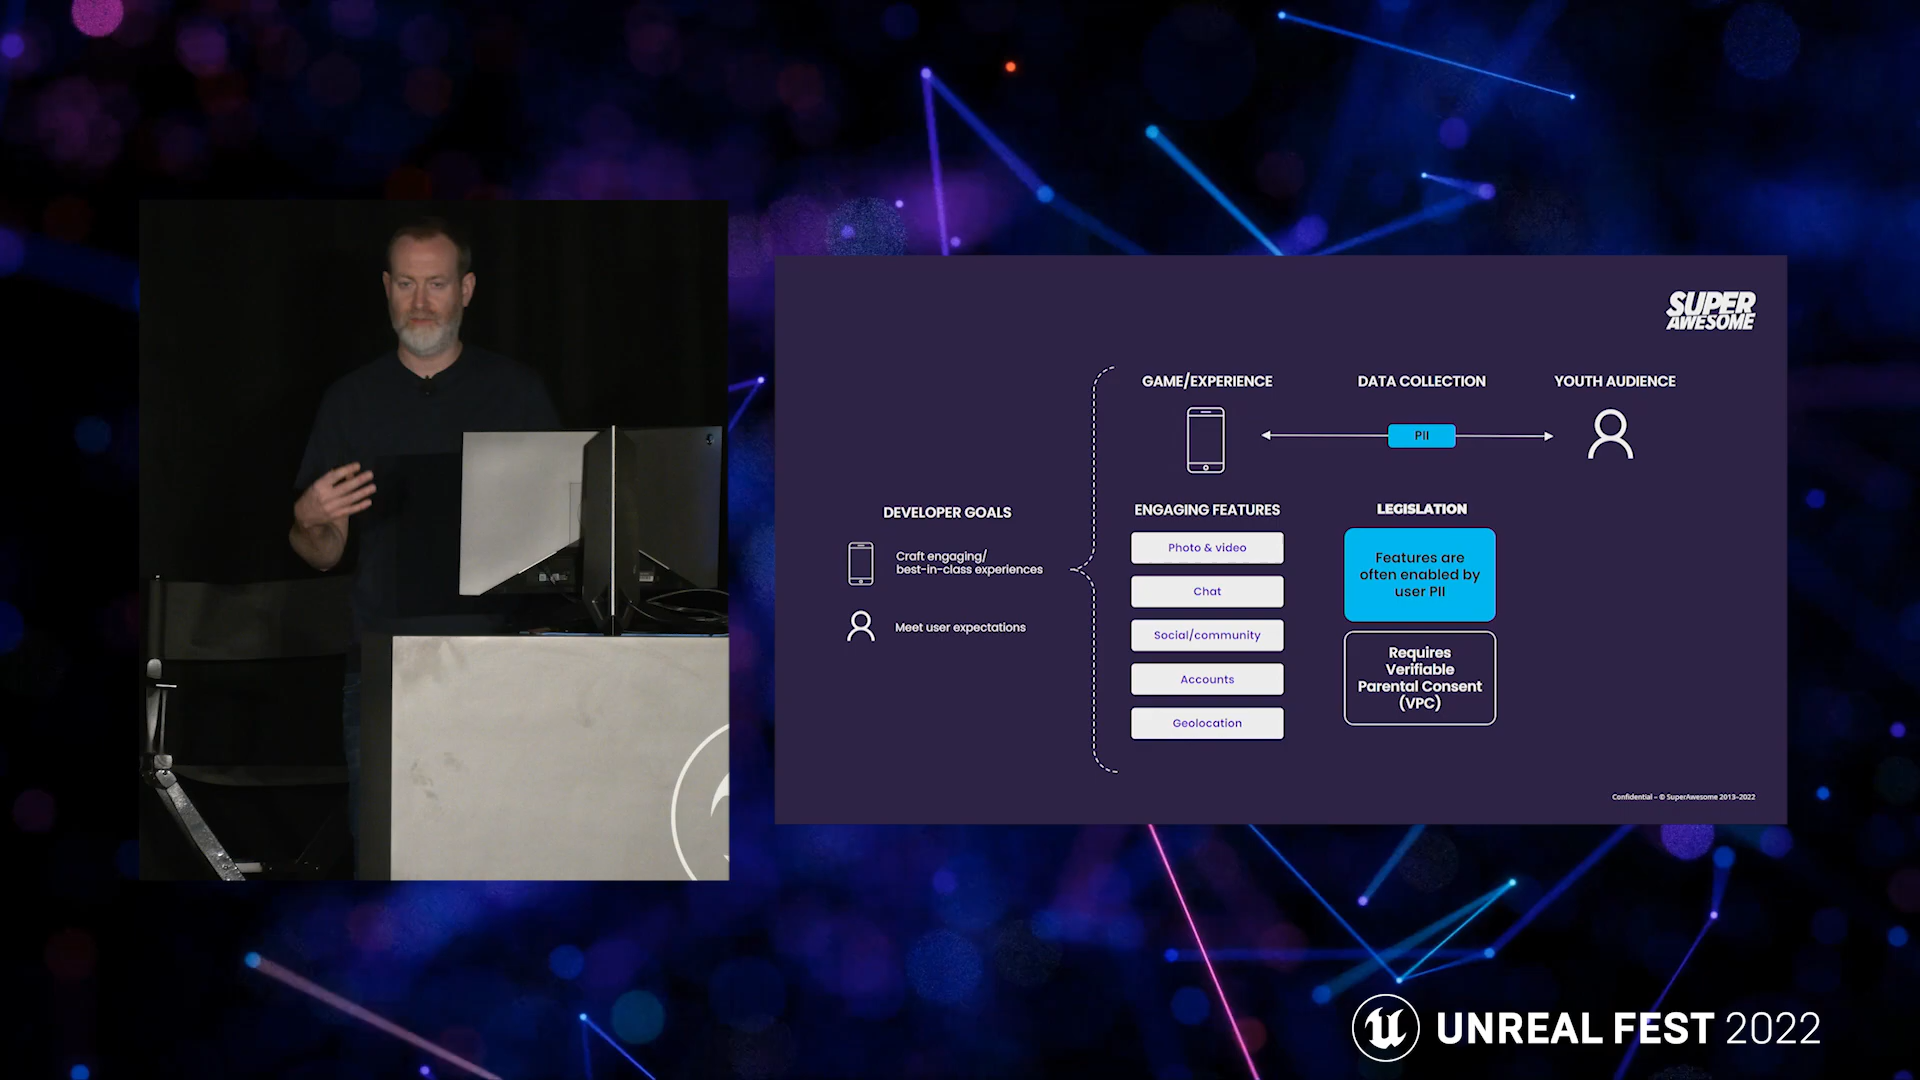 SUPER
AWESOME
GAME/EXPERIENCE
DATA COLLECTION
YOUTH AUDIENCE
PII
DEVELOPER GOALS
Craft engaging/
best-in-class experiences
Meet user expectations
ENGAGING FEATURES
Photo & video
Chat
Social/community
Accounts
Geolocation
LEGISLATION
Features are
often enabled by
user PII
Requires
Verifiable
Parental Consent
(VPC)
Confidential – © SuperAwesome 2013-2022
UNREAL FEST 2022